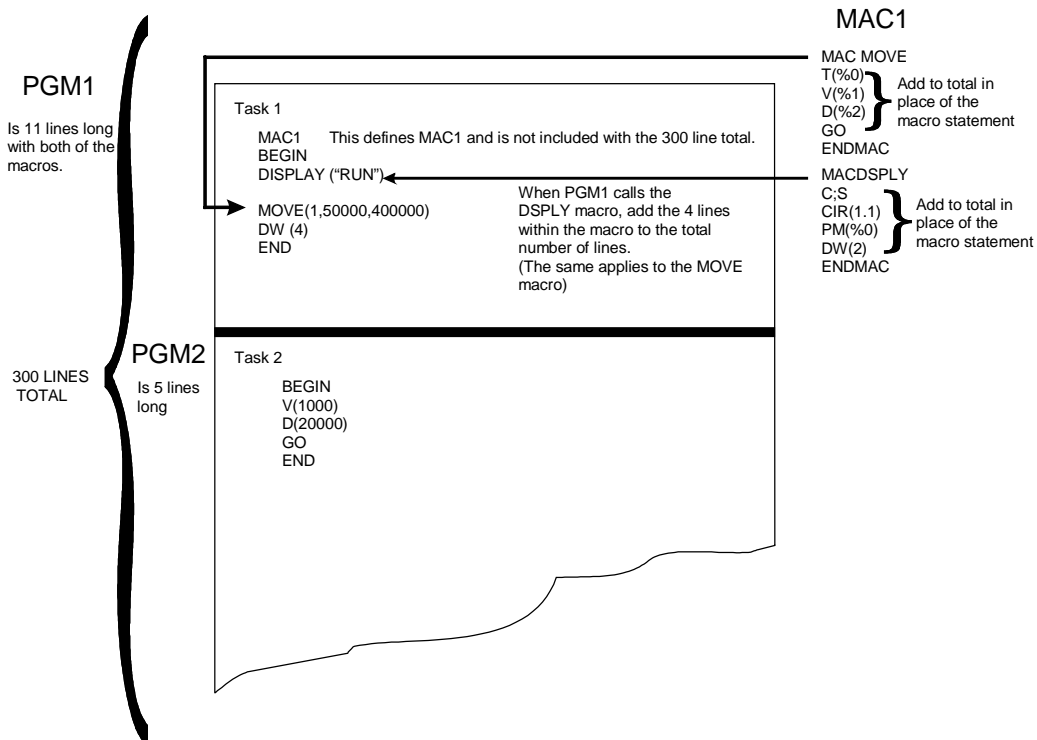 PGM1
Is 11 lines long
with both of the
macros.
300 LINES
TOTAL
Task 1
MAC1 This defines MAC1 and is not included with the 300 line total.
BEGIN
DISPLAY (“RUN”)
MOVE(1,50000,400000)
DW (4)
END
When PGM1 calls the
DSPLY macro, add the 4 lines
within the macro to the total
number of lines.
(The same applies to the MOVE
macro)
PGM2
Is 5 lines
long
Task 2
BEGIN
V(1000)
D(20000)
GO
END
MAC1
MAC MOVE
T(%0)
V(%1)
D(%2)
GO
ENDMAC
Add to total in
place of the
macro statement
MACDSPLY
C;S
CIR(1.1)
PM(%0)
DW(2)
ENDMAC
Add to total in
place of the
macro statement